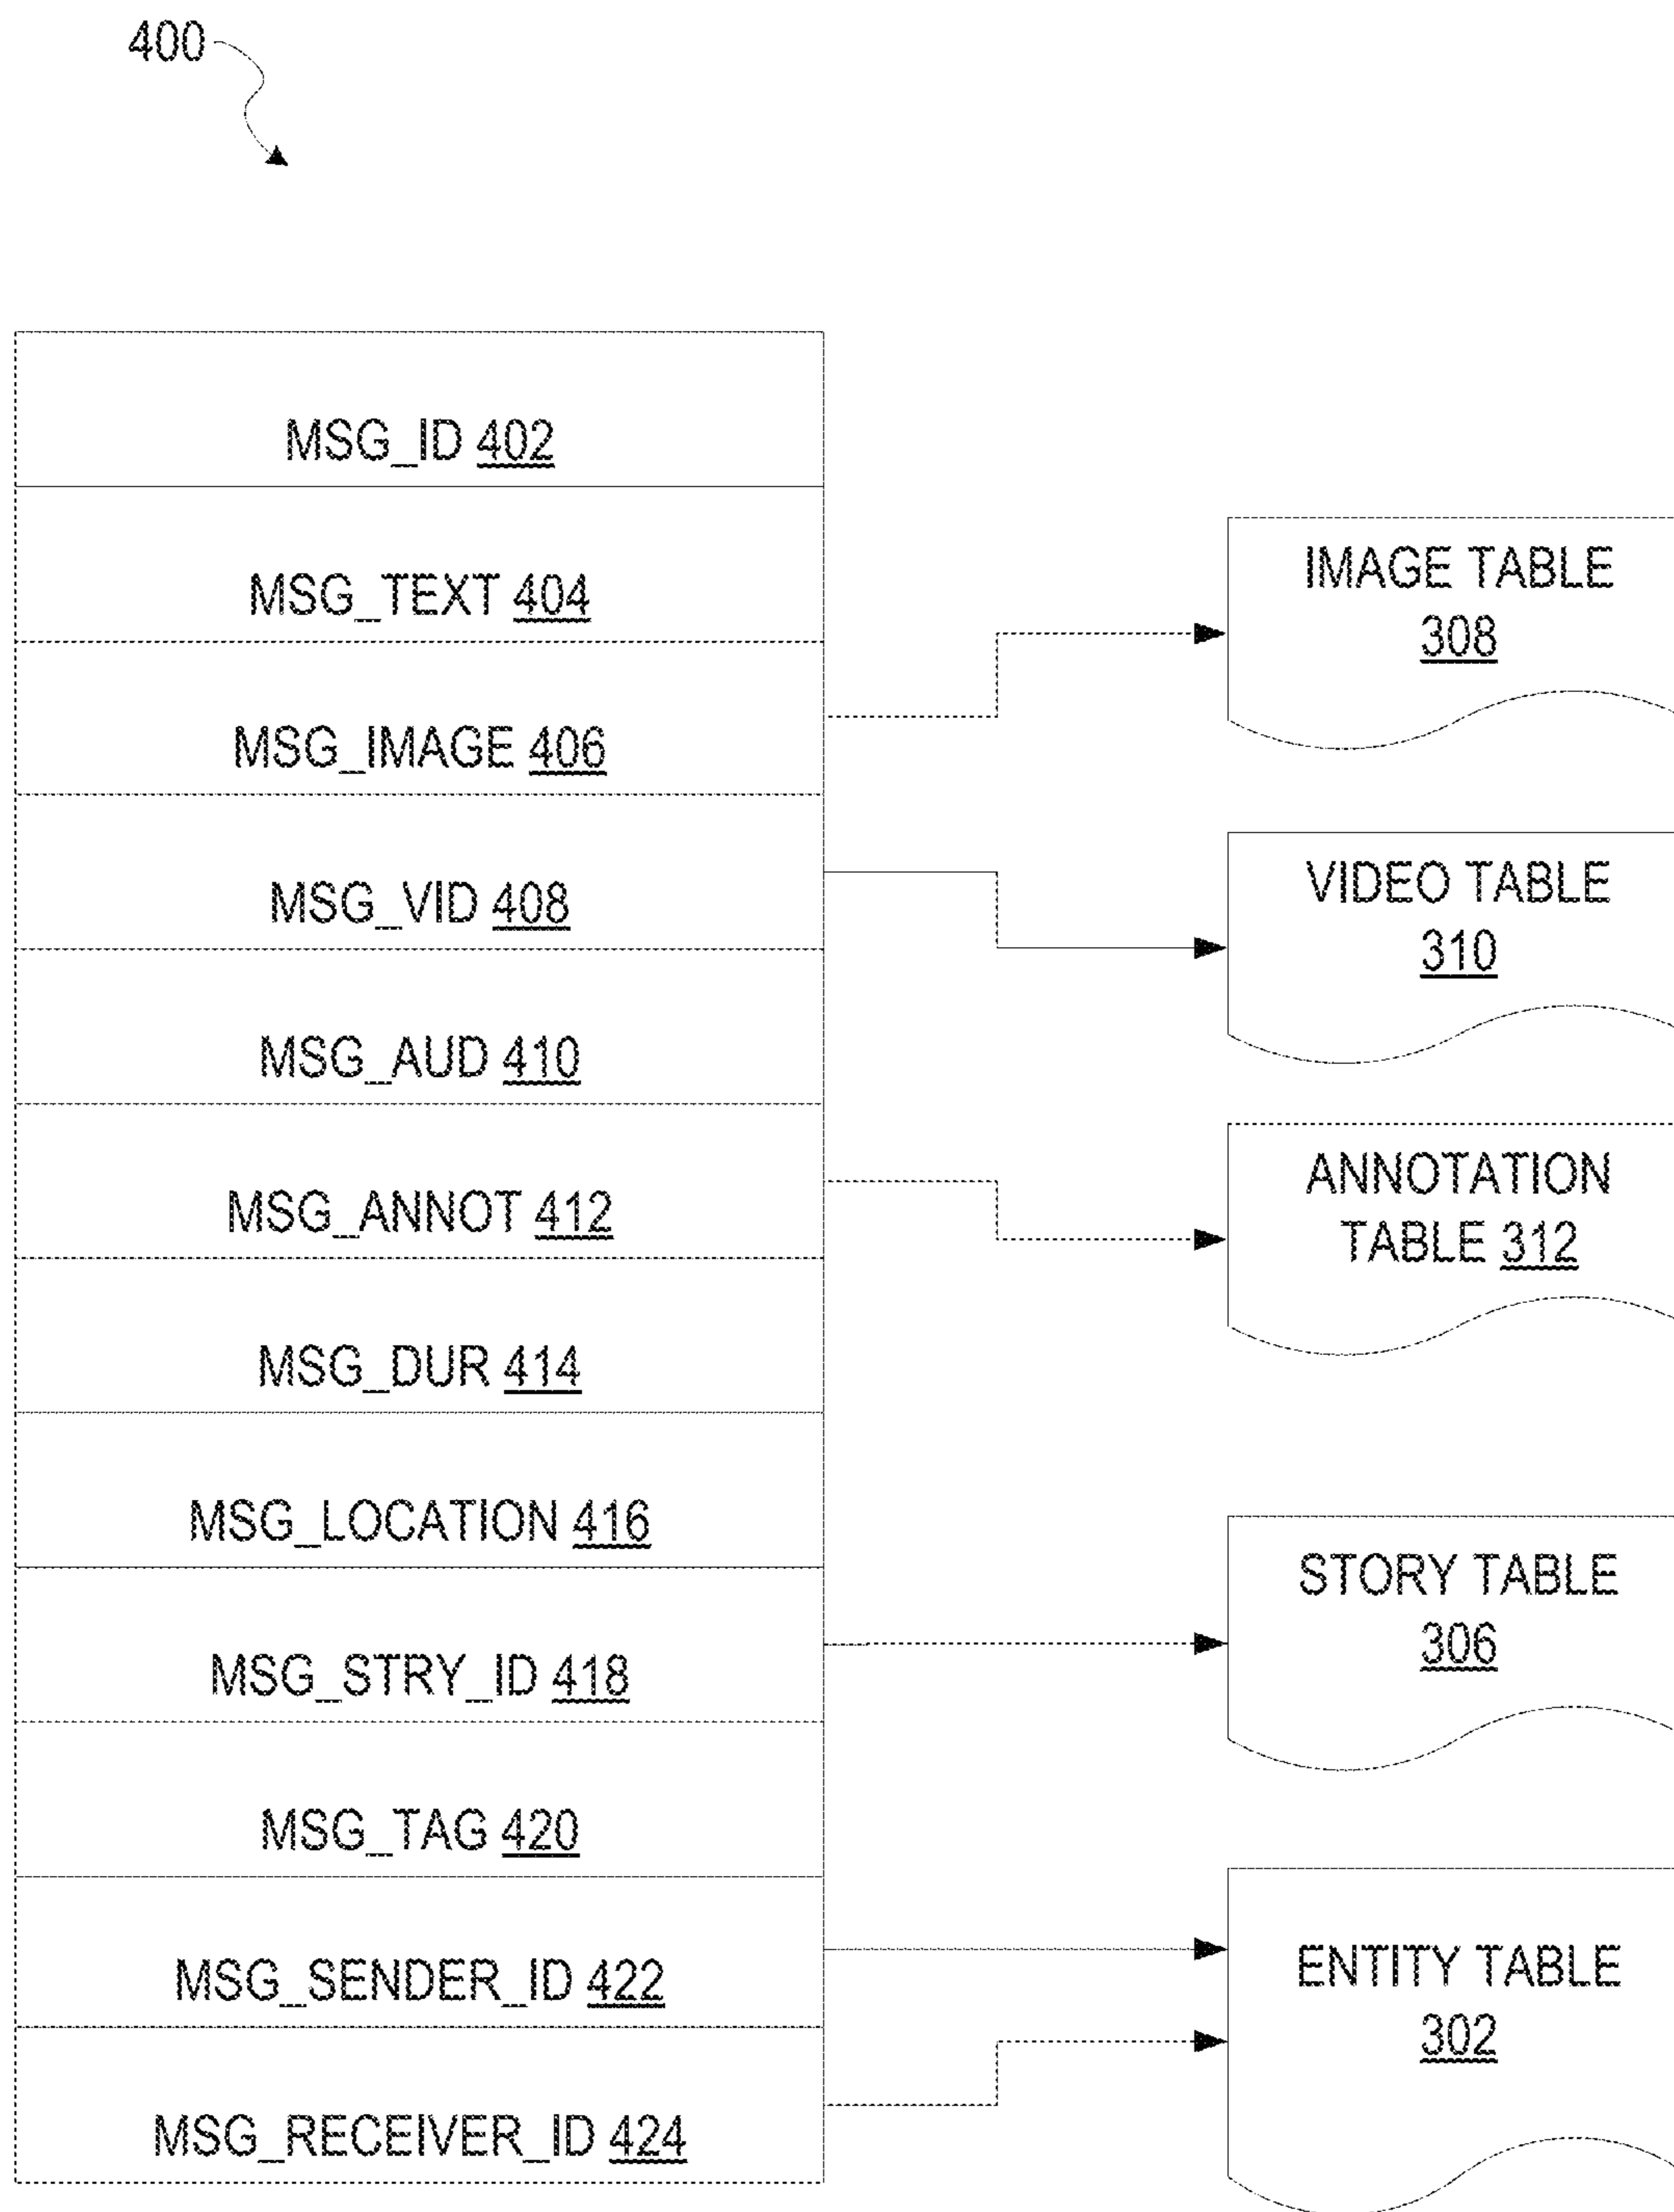 400
MSG_ID 402
MSG_TEXT 404
MSG_IMAGE 406
MSG_VID 408
MSG_AUD 410
MSG_ANNOT 412
MSG_DUR 414
MSG_LOCATION 416
MSG_STRY_ID 418
MSG_TAG 420
MSG_SENDER_ID 422
MSG_RECEIVER_ID 424
IMAGE TABLE
308
VIDEO TABLE
310
ANNOTATION
TABLE 312
STORY TABLE
306
ENTITY TABLE
302